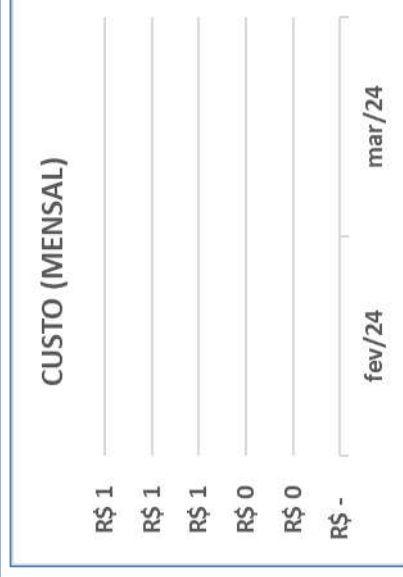 CUSTO (MENSAL)
R$ 1
R$ 1
R$ 1
R$ 0
R$ 0
R$ -
fev/24 mar/24